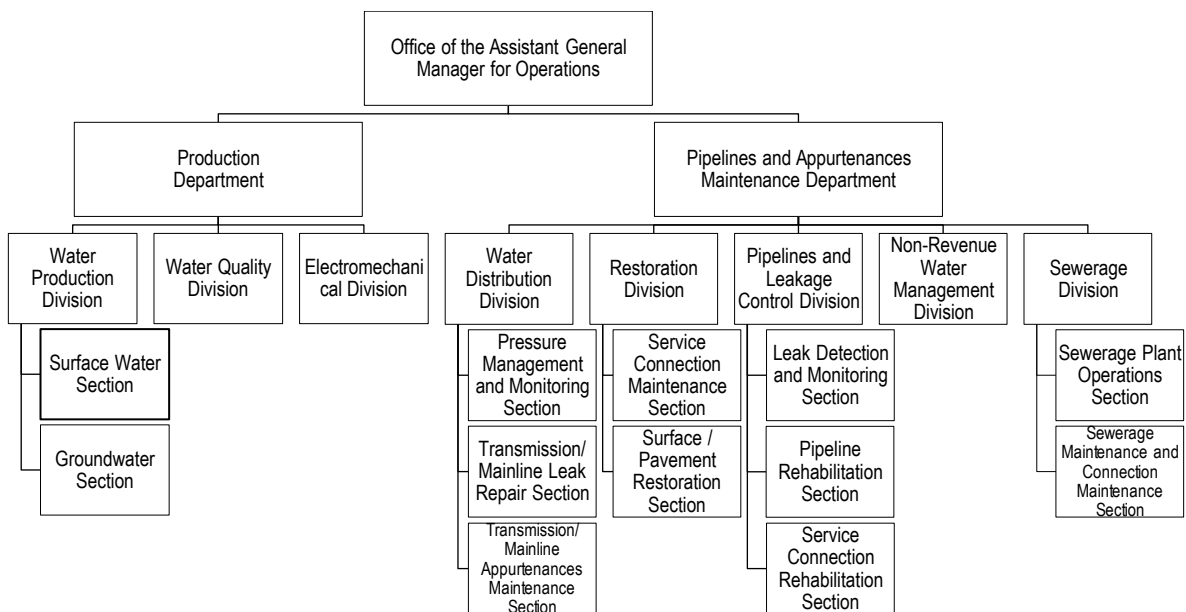 Office of the Assistant General
Manager for Operations
Production
Department
Pipelines and Appurtenances
Maintenance Department
Water
Production
Division
Water Quality
Division
Electromechani
cal Division
Water
Distribution
Division
Restoration
Division
Pipelines and
Leakage
Control Division
Non-Revenue
Water
Management
Division
Sewerage
Division
Surface Water
Section
Groundwater
Section
Pressure
Management
and Monitoring
Section
Transmission/
Mainline Leak
Repair Section
Transmission/
Mainline
Appurtenances
Maintenance
Section
Service
Connection
Maintenance
Section
Surface /
Pavement
Restoration
Section
Leak Detection
and Monitoring
Section
Pipeline
Rehabilitation
Section
Service
Connection
Rehabilitation
Section
Sewerage Plant
Operations
Section
Sewerage
Maintenance and
Connection
Maintenance
Section